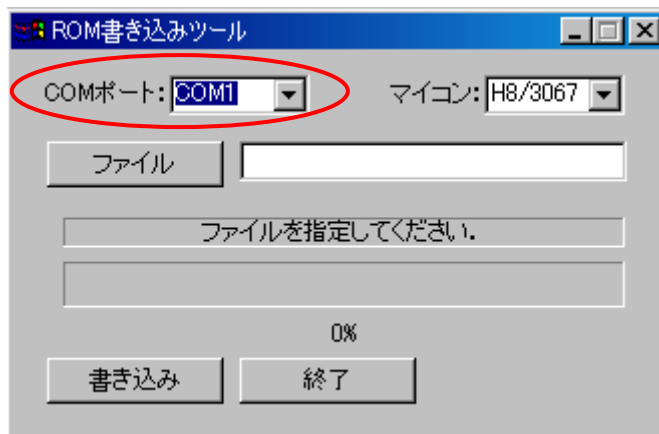 ROM書き込みツール
COMポート: COM1 マイコン: H8/3067
ファイル
ファイルを指定してください.
0%
書き込み 終了